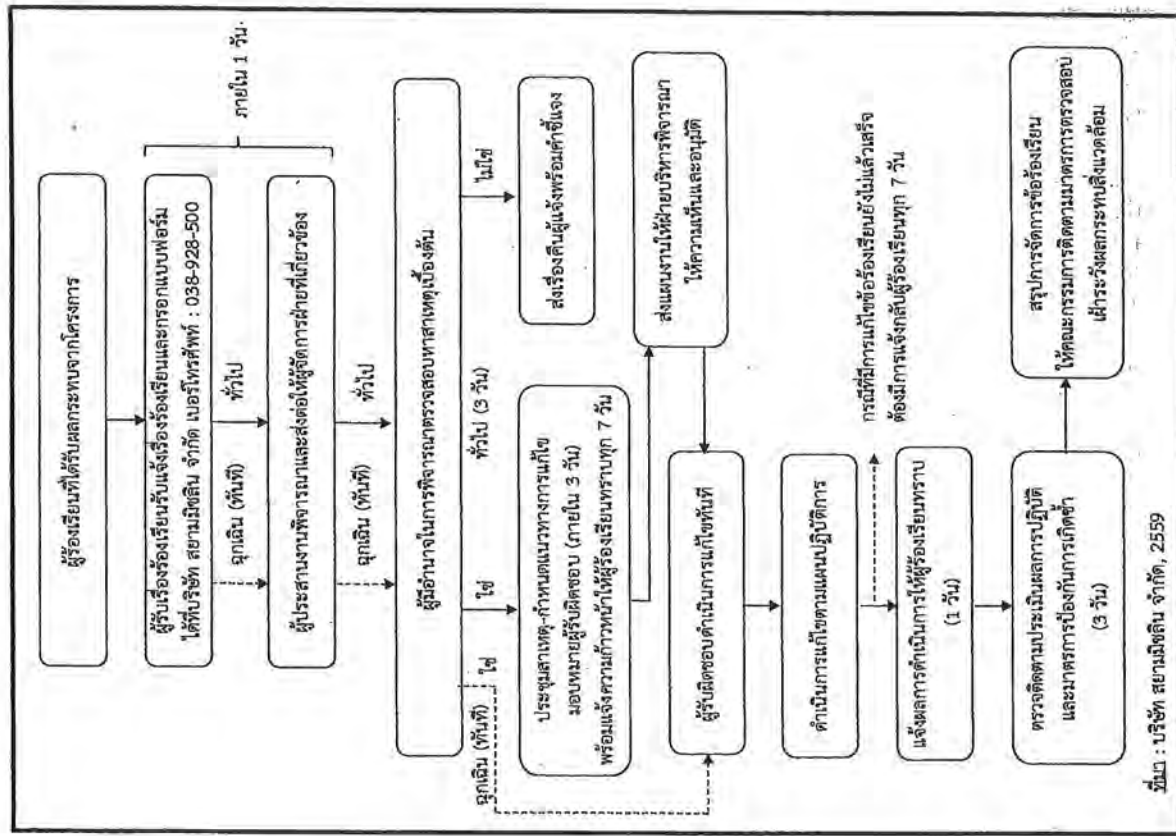 ผู้ร้องเรียนที่ได้รับผลกระทบจากโครงการ
ผู้รับเรื่องร้องเรียนรับแจ้งเรื่องร้องเรียนและกรอกแบบฟอร์ม
ได้ที่บริษัท สยามมิชลิน จำกัด เบอร์โทรศัพท์ : 038-928-500
ภายใน 1 วัน
ฉุกเฉิน (ทันที)
ทั่วไป
ผู้ประสานงานพิจารณาและส่งต่อให้ผู้จัดการฝ่ายที่เกี่ยวข้อง
ฉุกเฉิน (ทันที)
ทั่วไป
ผู้มีอำนาจในการพิจารณาตรวจสอบหาสาเหตุเบื้องต้น
ฉุกเฉิน (ทันที)
ใช่
ใช่
ทั่วไป (3 วัน)
ไม่ใช่
ส่งเรื่องคืนผู้แจ้งพร้อมคำชี้แจง
ประชุมสาเหตุ-กำหนดแนวทางการแก้ไข
มอบหมายผู้รับผิดชอบ (ภายใน 3 วัน)
พร้อมแจ้งความก้าวหน้าให้ผู้ร้องเรียนทราบทุก 7 วัน
ส่งแผนงานให้ฝ่ายบริหารพิจารณา
ให้ความเห็นและอนุมัติ
ผู้รับผิดชอบดำเนินการแก้ไขทันที
ดำเนินการแก้ไขตามแผนปฏิบัติการ
กรณีที่มีการแก้ไขข้อร้องเรียนยังไม่แล้วเสร็จ
ต้องมีการแจ้งกลับผู้ร้องเรียนทุก 7 วัน
แจ้งผลการดำเนินการให้ผู้ร้องเรียนทราบ
(1 วัน)
ตรวจติดตามประเมินผลการปฏิบัติ
และมาตรการป้องกันการเกิดซ้ำ
(3 วัน)
สรุปการจัดการข้อร้องเรียน
ให้คณะกรรมการติดตามมาตรการตรวจสอบ
เฝ้าระวังผลกระทบสิ่งแวดล้อม
ที่มา : บริษัท สยามมิชลิน จำกัด, 2559